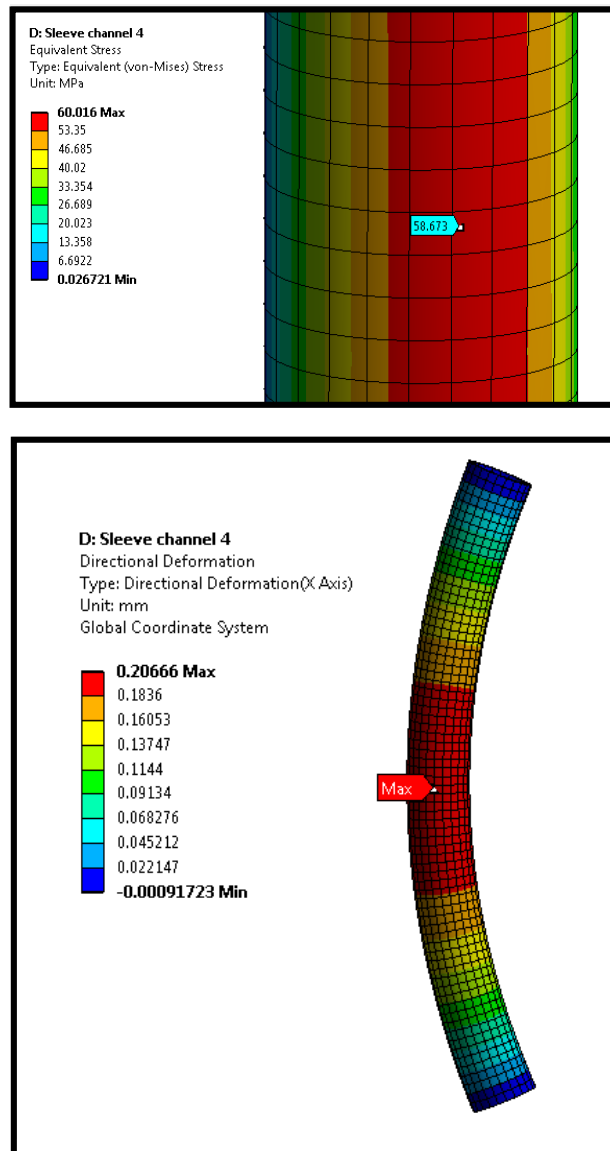 D: Sleeve channel 4
Equivalent Stress
Type: Equivalent (von-Mises) Stress
Unit: MPa
60.016 Max
53.35
46.685
40.02
33.354
26.689
20.023
13.358
6.6922
0.026721 Min
58.673
D: Sleeve channel 4
Directional Deformation
Type: Directional Deformation(X Axis)
Unit: mm
Global Coordinate System
0.20666 Max
0.1836
0.16053
0.13747
0.1144
0.09134
0.068276
0.045212
0.022147
-0.00091723 Min
Max